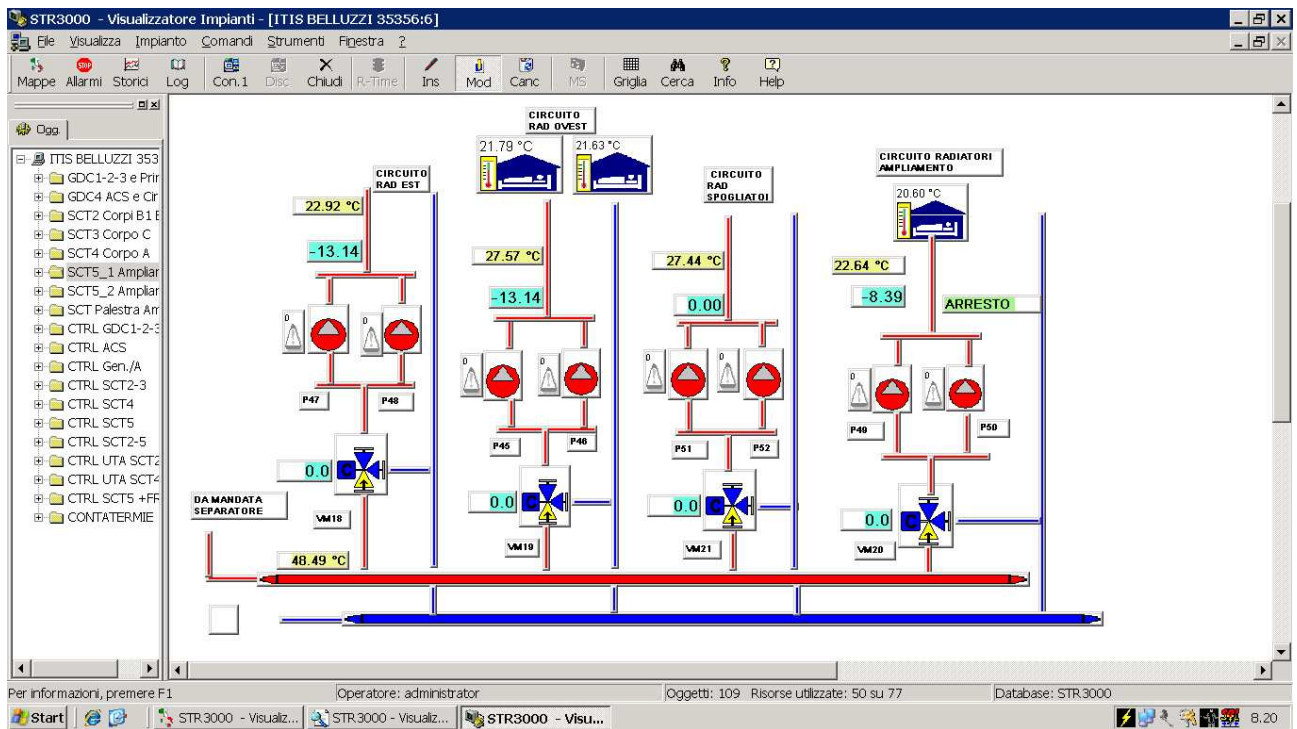 STR3000 - Visualizzatore Impianti - [ITIS BELLUZZI 35356:6]
File Visualizza Impianto Comandi Strumenti Finestra ?
Mappe Allarmi Storici Log Con.1 Disc Chiudi R-Time Ins Mod Canc MS Griglia Cerca Info Help
Ogg.
ITIS BELLUZZI 353
GDC1-2-3 e Prir
GDC4 ACS e Cir
SCT2 Corpi B1 E
SCT3 Corpo C
SCT4 Corpo A
SCT5_1 Ampliar
SCT5_2 Ampliar
SCT Palestra Am
CTRL GDC1-2-3
CTRL ACS
CTRL Gen./A
CTRL SCT2-3
CTRL SCT4
CTRL SCT5
CTRL SCT2-5
CTRL UTA SCT2
CTRL UTA SCT4
CTRL SCT5 +FF
CONTATERMIE
CIRCUITO
RAD EST
22.92 °C
-13.14
0
0
P47
P48
0.0
VM18
DA MANDATA
SEPARATORE
48.49 °C
CIRCUITO
RAD OVEST
21.79 °C
21.63 °C
27.57 °C
-13.14
0
0
P45
P46
0.0
VM19
CIRCUITO
RAD
SPOGLIATOI
27.44 °C
0.00
0
0
P51
P52
0.0
VM21
CIRCUITO RADIATORI
AMPLIAMENTO
20.60 °C
22.64 °C
-8.39
ARRESTO
0
0
P49
P50
0.0
VM20
C
C
C
C
Per informazioni, premere F1
Operatore: administrator
Oggetti: 109 Risorse utilizzate: 50 su 77
Database: STR3000
Start
STR3000 - Visualiz...
STR3000 - Visualiz...
STR3000 - Visu...
8.20